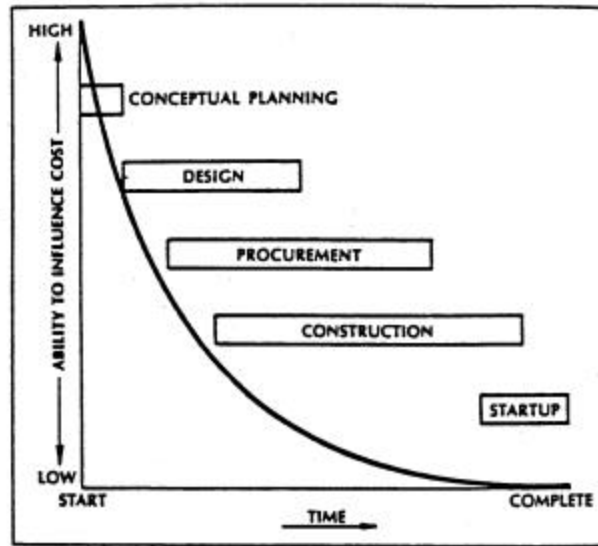 HIGH
CONCEPTUAL PLANNING
DESIGN
PROCUREMENT
CONSTRUCTION
STARTUP
ABILITY TO INFLUENCE COST
LOW
START
COMPLETE
TIME